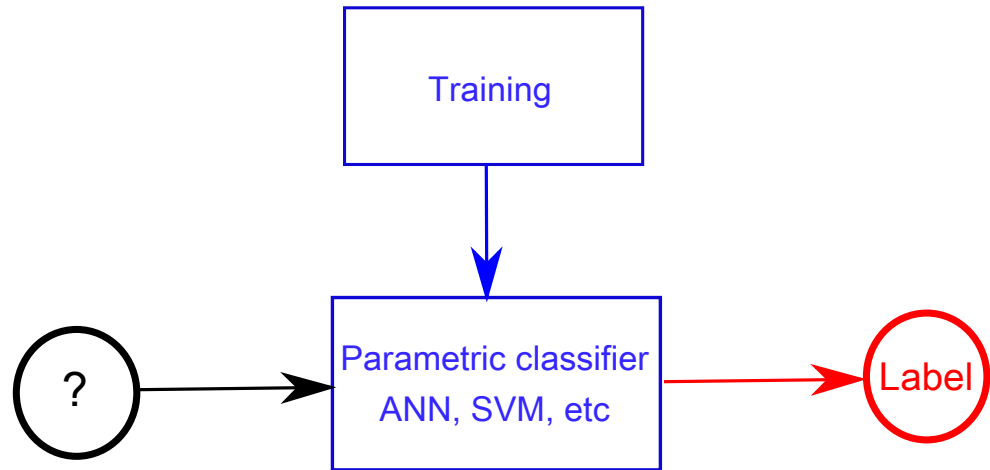 Training
?
Parametric classifier
ANN, SVM, etc
Label